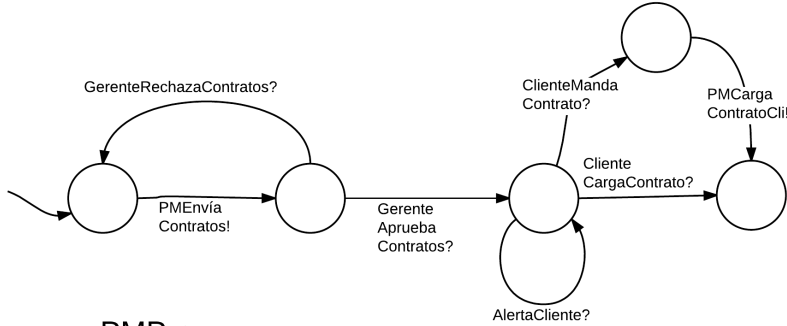 GerenteRechazaContratos?
ClienteManda
Contrato?
PMCarga
ContratoCli!
Cliente
CargaContrato?
PMEnvía
Contratos!
Gerente
Aprueba
Contratos?
AlertaCliente?